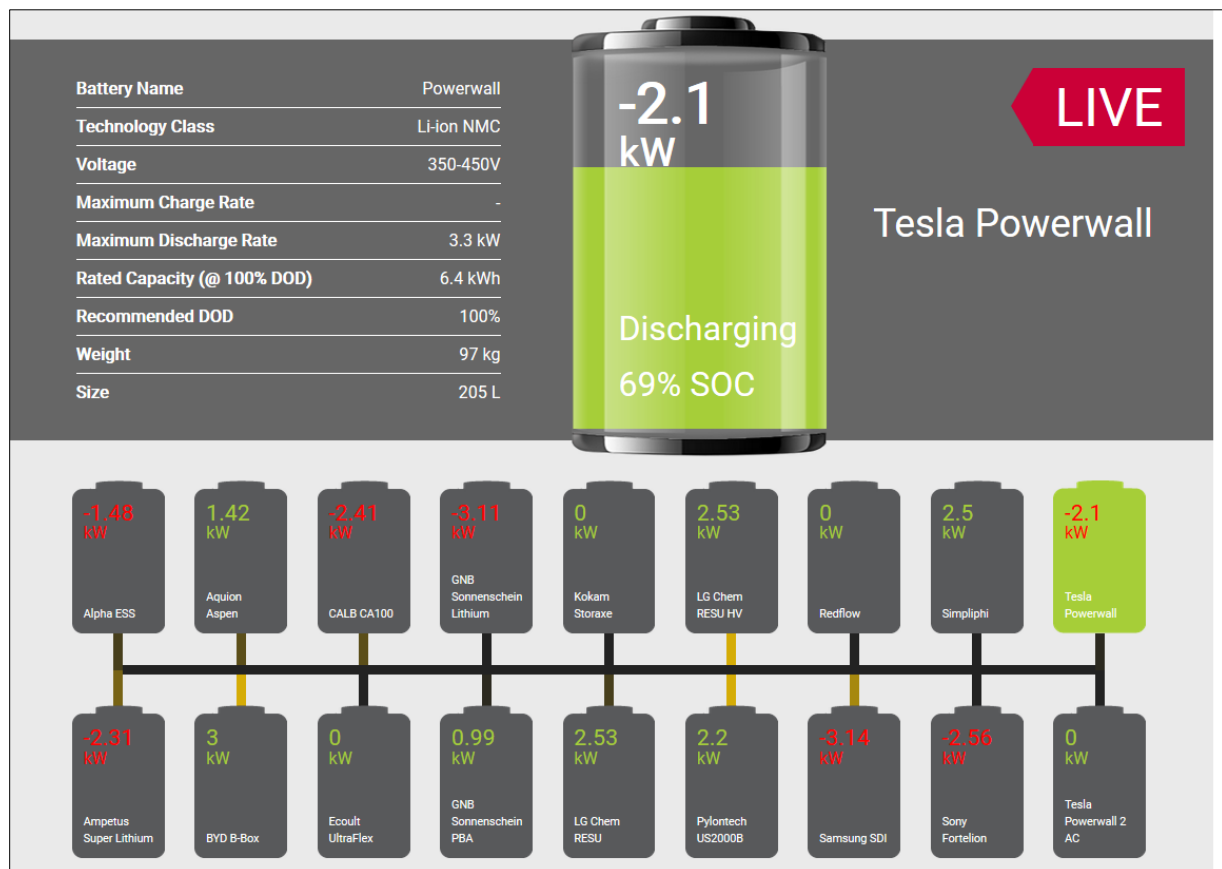 Battery Name Powerwall
Technology Class Li-ion NMC
Voltage 350-450V
Maximum Charge Rate -
Maximum Discharge Rate 3.3 kW
Rated Capacity (@ 100% DOD) 6.4 kWh
Recommended DOD 100%
Weight 97 kg
Size 205 L
-2.1
kW
Discharging
69% SOC
LIVE
Tesla Powerwall
-1.48
kW
Alpha ESS
1.42
kW
Aquion
Aspen
-2.41
kW
CALB CA100
-3.11
kW
GNB
Sonnenschein
Lithium
0
kW
Kokam
Storaxe
2.53
kW
LG Chem
RESU HV
0
kW
Redflow
2.5
kW
Simpliphi
-2.1
kW
Tesla
Powerwall
-2.31
kW
Ampetus
Super Lithium
3
kW
BYD B-Box
0
kW
Ecoult
UltraFlex
0.99
kW
GNB
Sonnenschein
PBA
2.53
kW
LG Chem
RESU
2.2
kW
Pylontech
US2000B
-3.14
kW
Samsung SDI
-2.56
kW
Sony
Fortelion
0
kW
Tesla
Powerwall 2
AC